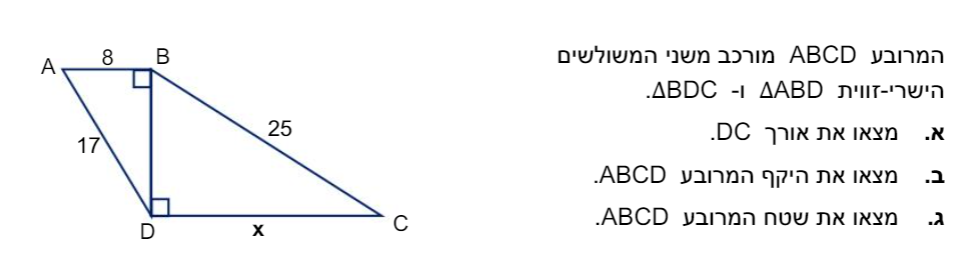 המרובע ABCD מורכב משני המשולשים
הישרי-זווית ΔABD ו- ΔBDC.
א. מצאו את אורך DC.
ב. מצאו את היקף המרובע ABCD.
ג. מצאו את שטח המרובע ABCD.
A 8 B
25
17
D x C